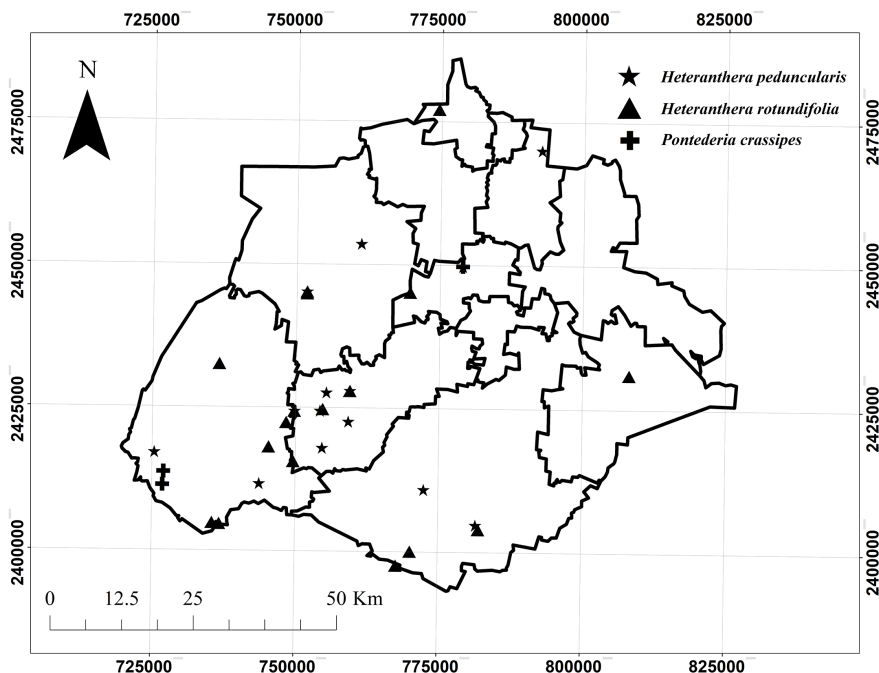 725000 750000 775000 800000 825000
N
Heteranthera peduncularis
Heteranthera rotundifolia
Pontederia crassipes
2475000 2475000
2450000 2450000
2425000 2425000
2400000 2400000
0 12.5 25 50 Km
725000 750000 775000 800000 825000